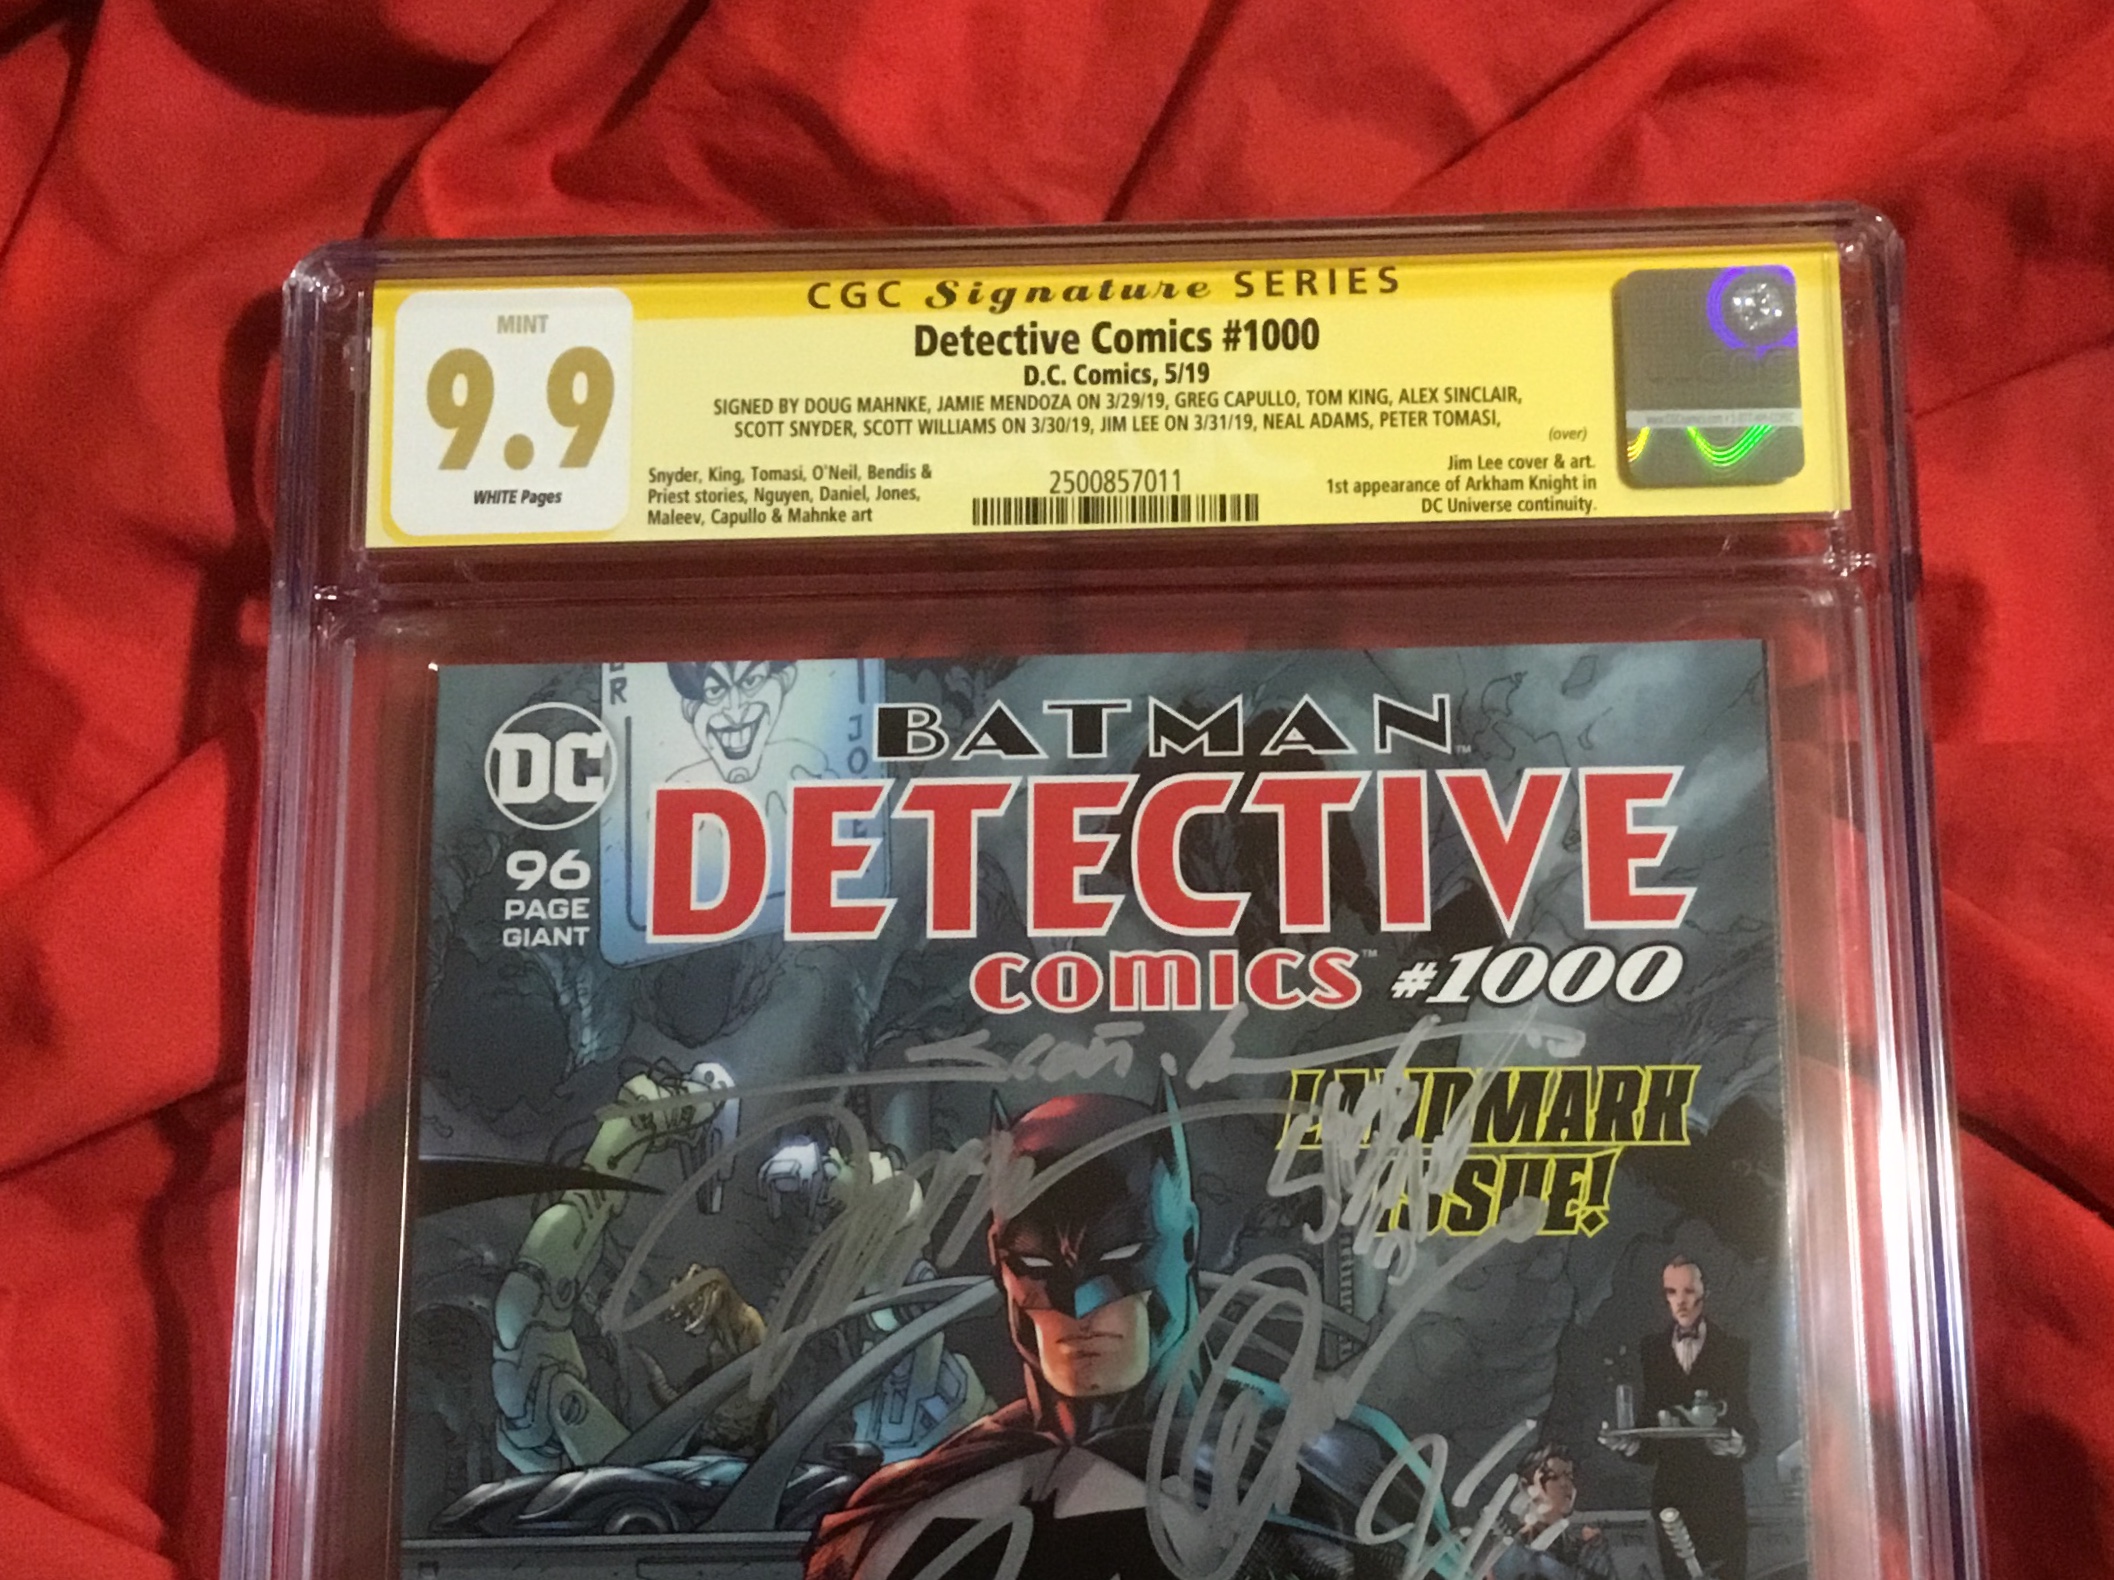 CGC Signature SERIES
MINT
9.9
WHITE Pages
Detective Comics #1000
D.C. Comics, 5/19
SIGNED BY DOUG MAHNKE, JAMIE MENDOZA ON 3/29/19, GREG CAPULLO, TOM KING, ALEX SINCLAIR,
SCOTT SNYDER, SCOTT WILLIAMS ON 3/30/19, JIM LEE ON 3/31/19, NEAL ADAMS, PETER TOMASI,
(over)
Snyder, King, Tomasi, O'Neil, Bendis &
Priest stories, Nguyen, Daniel, Jones,
Maleev, Capullo & Mahnke art
2500857011
Jim Lee cover & art.
1st appearance of Arkham Knight in
DC Universe continuity.
DC
96
PAGE
GIANT
BATMAN™
DETECTIVE
COMICS™ #1000
LANDMARK
ISSUE!